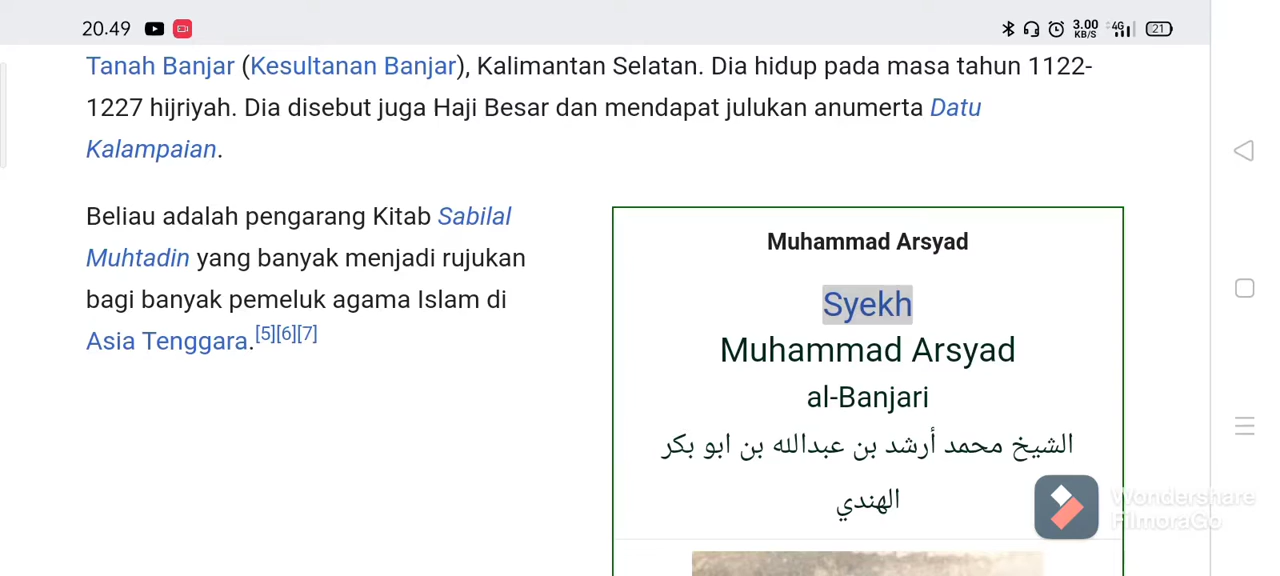 20.49
3.00
KB/S
4G
21
Tanah Banjar (Kesultanan Banjar), Kalimantan Selatan. Dia hidup pada masa tahun 1122-
1227 hijriyah. Dia disebut juga Haji Besar dan mendapat julukan anumerta Datu
Kalampaian.
Beliau adalah pengarang Kitab Sabilal
Muhtadin yang banyak menjadi rujukan
bagi banyak pemeluk agama Islam di
Asia Tenggara.[5][6][7]
Muhammad Arsyad
Syekh
Muhammad Arsyad
al-Banjari
الشيخ محمد أرشد بن عبدالله بن ابو بكر
الهندي
Wondershare
FilmoraGo